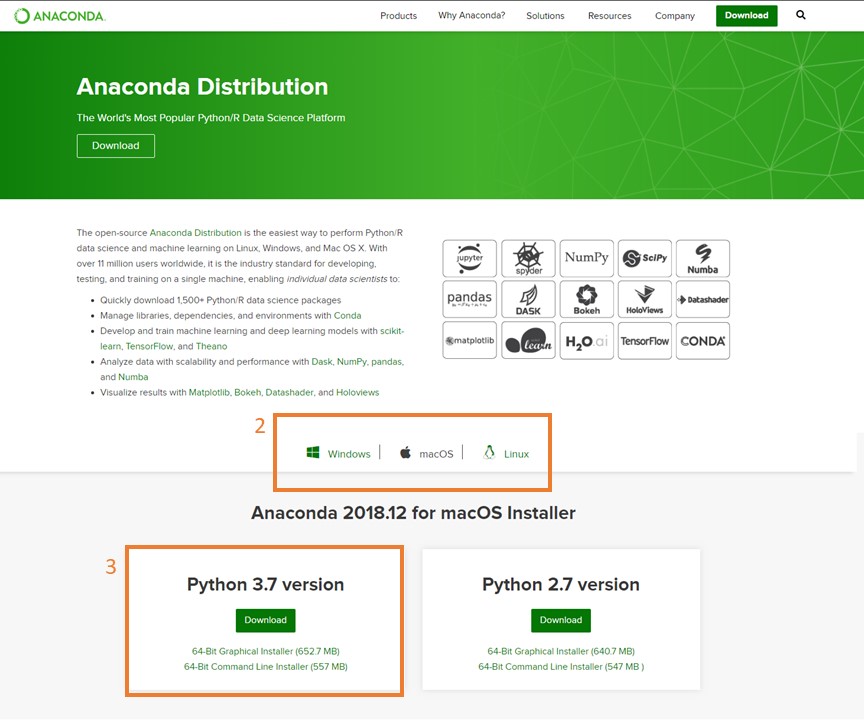 ANACONDA.
Products
Why Anaconda?
Solutions
Resources
Company
Download
Anaconda Distribution
The World's Most Popular Python/R Data Science Platform
Download
The open-source Anaconda Distribution is the easiest way to perform Python/R
data science and machine learning on Linux, Windows, and Mac OS X. With
over 11 million users worldwide, it is the industry standard for developing,
testing, and training on a single machine, enabling individual data scientists to:
Quickly download 1,500+ Python/R data science packages
Manage libraries, dependencies, and environments with Conda
Develop and train machine learning and deep learning models with scikit-
learn, TensorFlow, and Theano
Analyze data with scalability and performance with Dask, NumPy, pandas,
and Numba
Visualize results with Matplotlib, Bokeh, Datashader, and Holoviews
jupyter
spyder
NumPy
SciPy
Numba
pandas
DASK
Bokeh
HoloViews
Datashader
matplotlib
learn
H2O.ai
TensorFlow
CONDA
2
Windows
macOS
Linux
Anaconda 2018.12 for macOS Installer
3
Python 3.7 version
Download
64-Bit Graphical Installer (652.7 MB)
64-Bit Command Line Installer (557 MB)
Python 2.7 version
Download
64-Bit Graphical Installer (640.7 MB)
64-Bit Command Line Installer (547 MB )